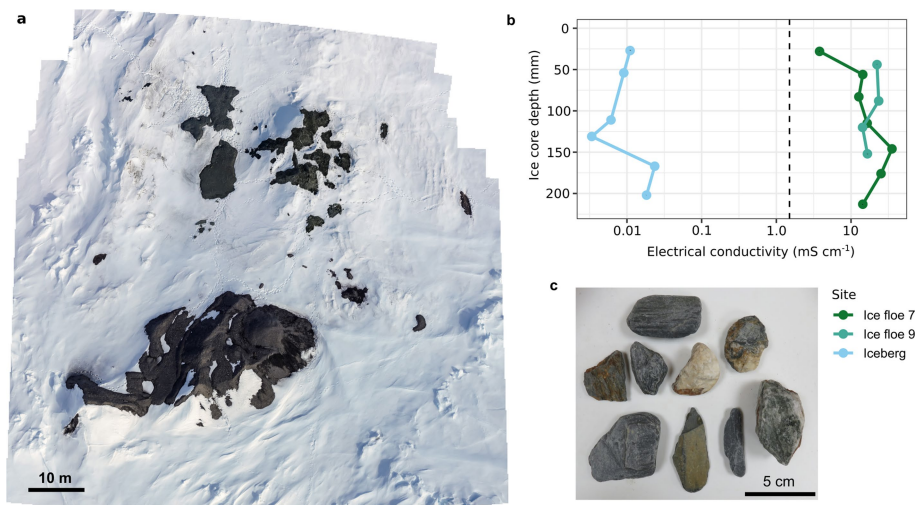 a
10 m
b
0
50
100
150
200
Ice core depth (mm)
0.01
0.1
1.0
10
Electrical conductivity (mS cm⁻¹)
c
5 cm
Site
Ice floe 7
Ice floe 9
Iceberg